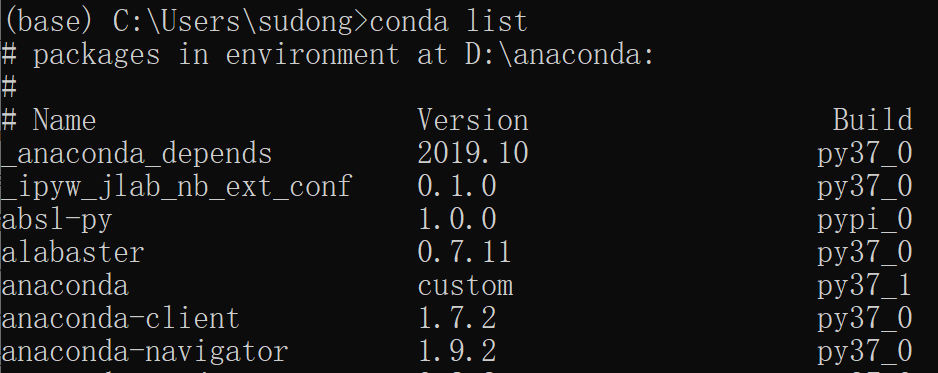 (base) C:\Users\sudong>conda list
# packages in environment at D:\anaconda:
#
# Name Version Build
_anaconda_depends 2019.10 py37_0
_ipyw_jlab_nb_ext_conf 0.1.0 py37_0
absl-py 1.0.0 pypi_0
alabaster 0.7.11 py37_0
anaconda custom py37_1
anaconda-client 1.7.2 py37_0
anaconda-navigator 1.9.2 py37_0